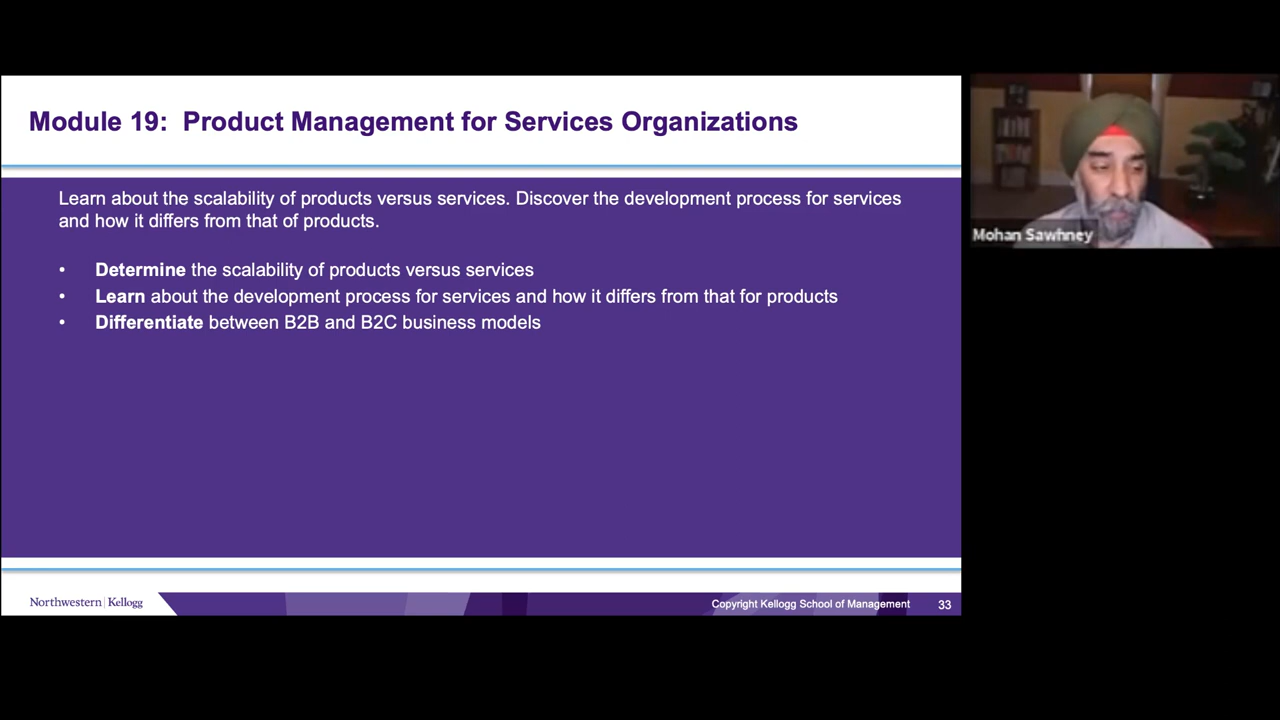 Module 19: Product Management for Services Organizations
Learn about the scalability of products versus services. Discover the development process for services
and how it differs from that of products.
• Determine the scalability of products versus services
• Learn about the development process for services and how it differs from that for products
• Differentiate between B2B and B2C business models
Mohan Sawhney
Northwestern | Kellogg
Copyright Kellogg School of Management 33